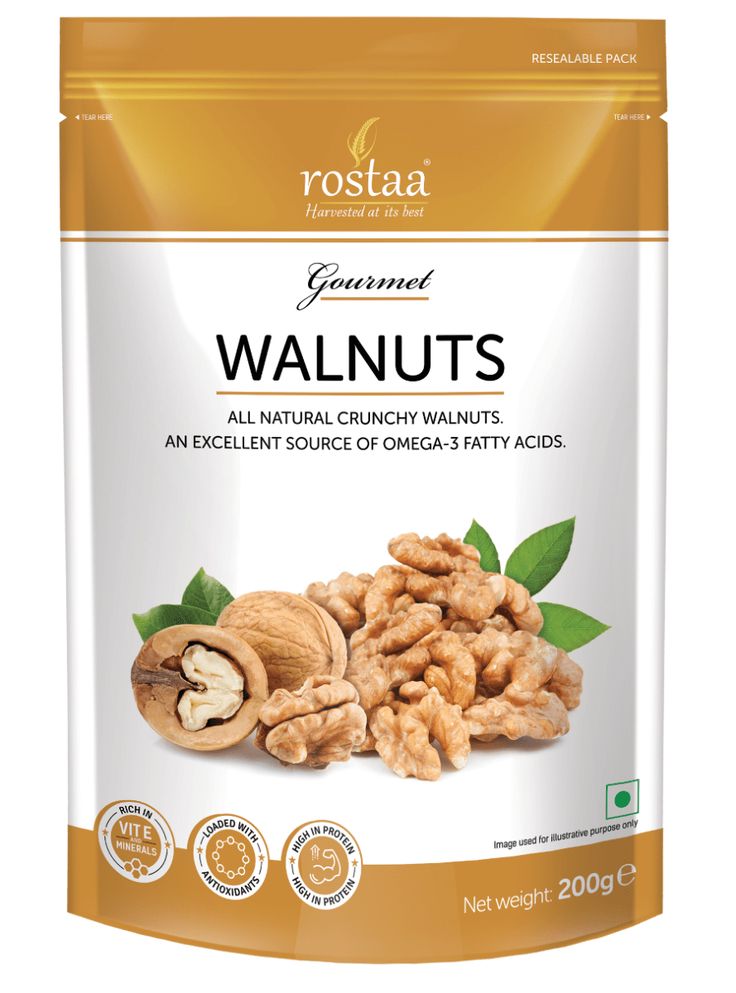 RESEALABLE PACK
◄ TEAR HERE
TEAR HERE ►
rostaa®
Harvested at its best
Gourmet
WALNUTS
ALL NATURAL CRUNCHY WALNUTS.
AN EXCELLENT SOURCE OF OMEGA-3 FATTY ACIDS.
RICH IN
VIT E
AND
MINERALS
LOADED WITH
ANTIOXIDANTS
HIGH IN PROTEIN
HIGH IN PROTEIN
Image used for illustrative purpose only
Net weight: 200g℮